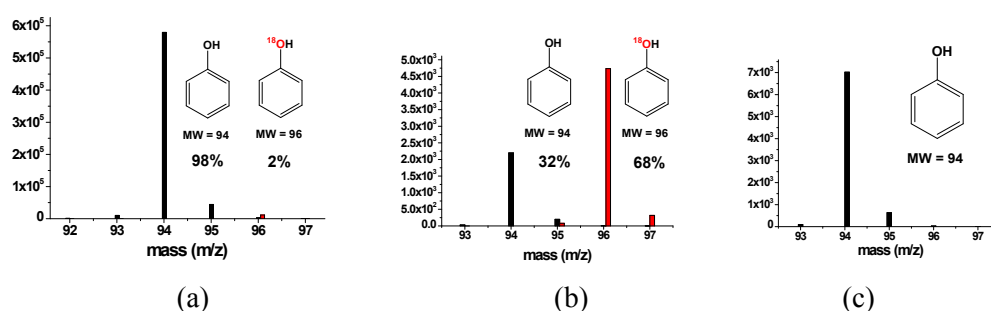 6x10⁵
5x10⁵
4x10⁵
3x10⁵
2x10⁵
1x10⁵
0
92 93 94 95 96 97
mass (m/z)
OH
¹⁸OH
MW = 94
MW = 96
98%
2%
(a)
5.0x10³
4.5x10³
4.0x10³
3.5x10³
3.0x10³
2.5x10³
2.0x10³
1.5x10³
1.0x10³
5.0x10²
0.0
93 94 95 96 97
mass (m/z)
OH
¹⁸OH
MW = 94
MW = 96
32%
68%
(b)
7x10³
6x10³
5x10³
4x10³
3x10³
2x10³
1x10³
0
93 94 95 96 97
mass (m/z)
OH
MW = 94
(c)